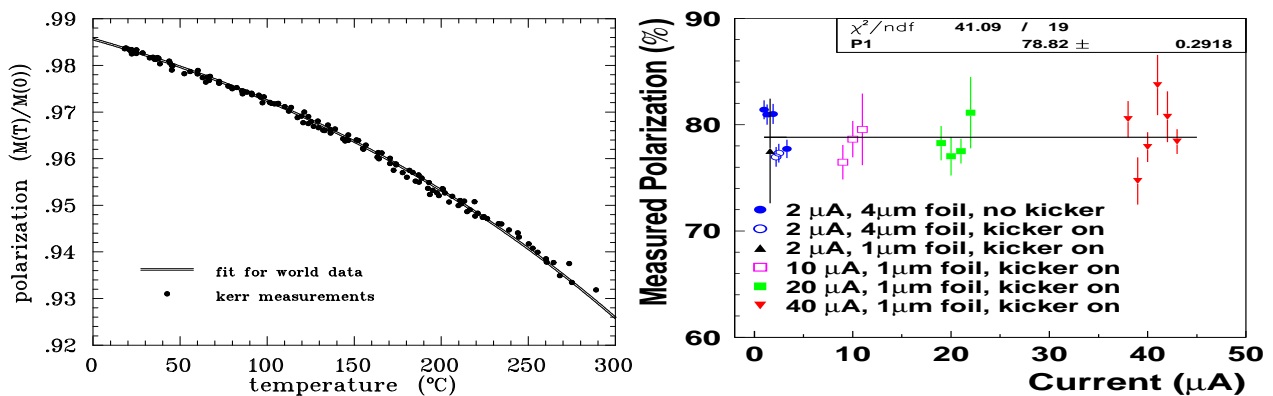 .99
.98
.97
.96
.95
.94
.93
.92
0 50 100 150 200 250 300
polarization (M(T)/M(0))
temperature (°C)
fit for world data
kerr measurements
90
80
70
60
0 10 20 30 40 50
Measured Polarization (%)
Current (μA)
χ²/ndf 41.09 / 19
P1 78.82 ± 0.2918
2 μA, 4μm foil, no kicker
2 μA, 4μm foil, kicker on
2 μA, 1μm foil, kicker on
10 μA, 1μm foil, kicker on
20 μA, 1μm foil, kicker on
40 μA, 1μm foil, kicker on